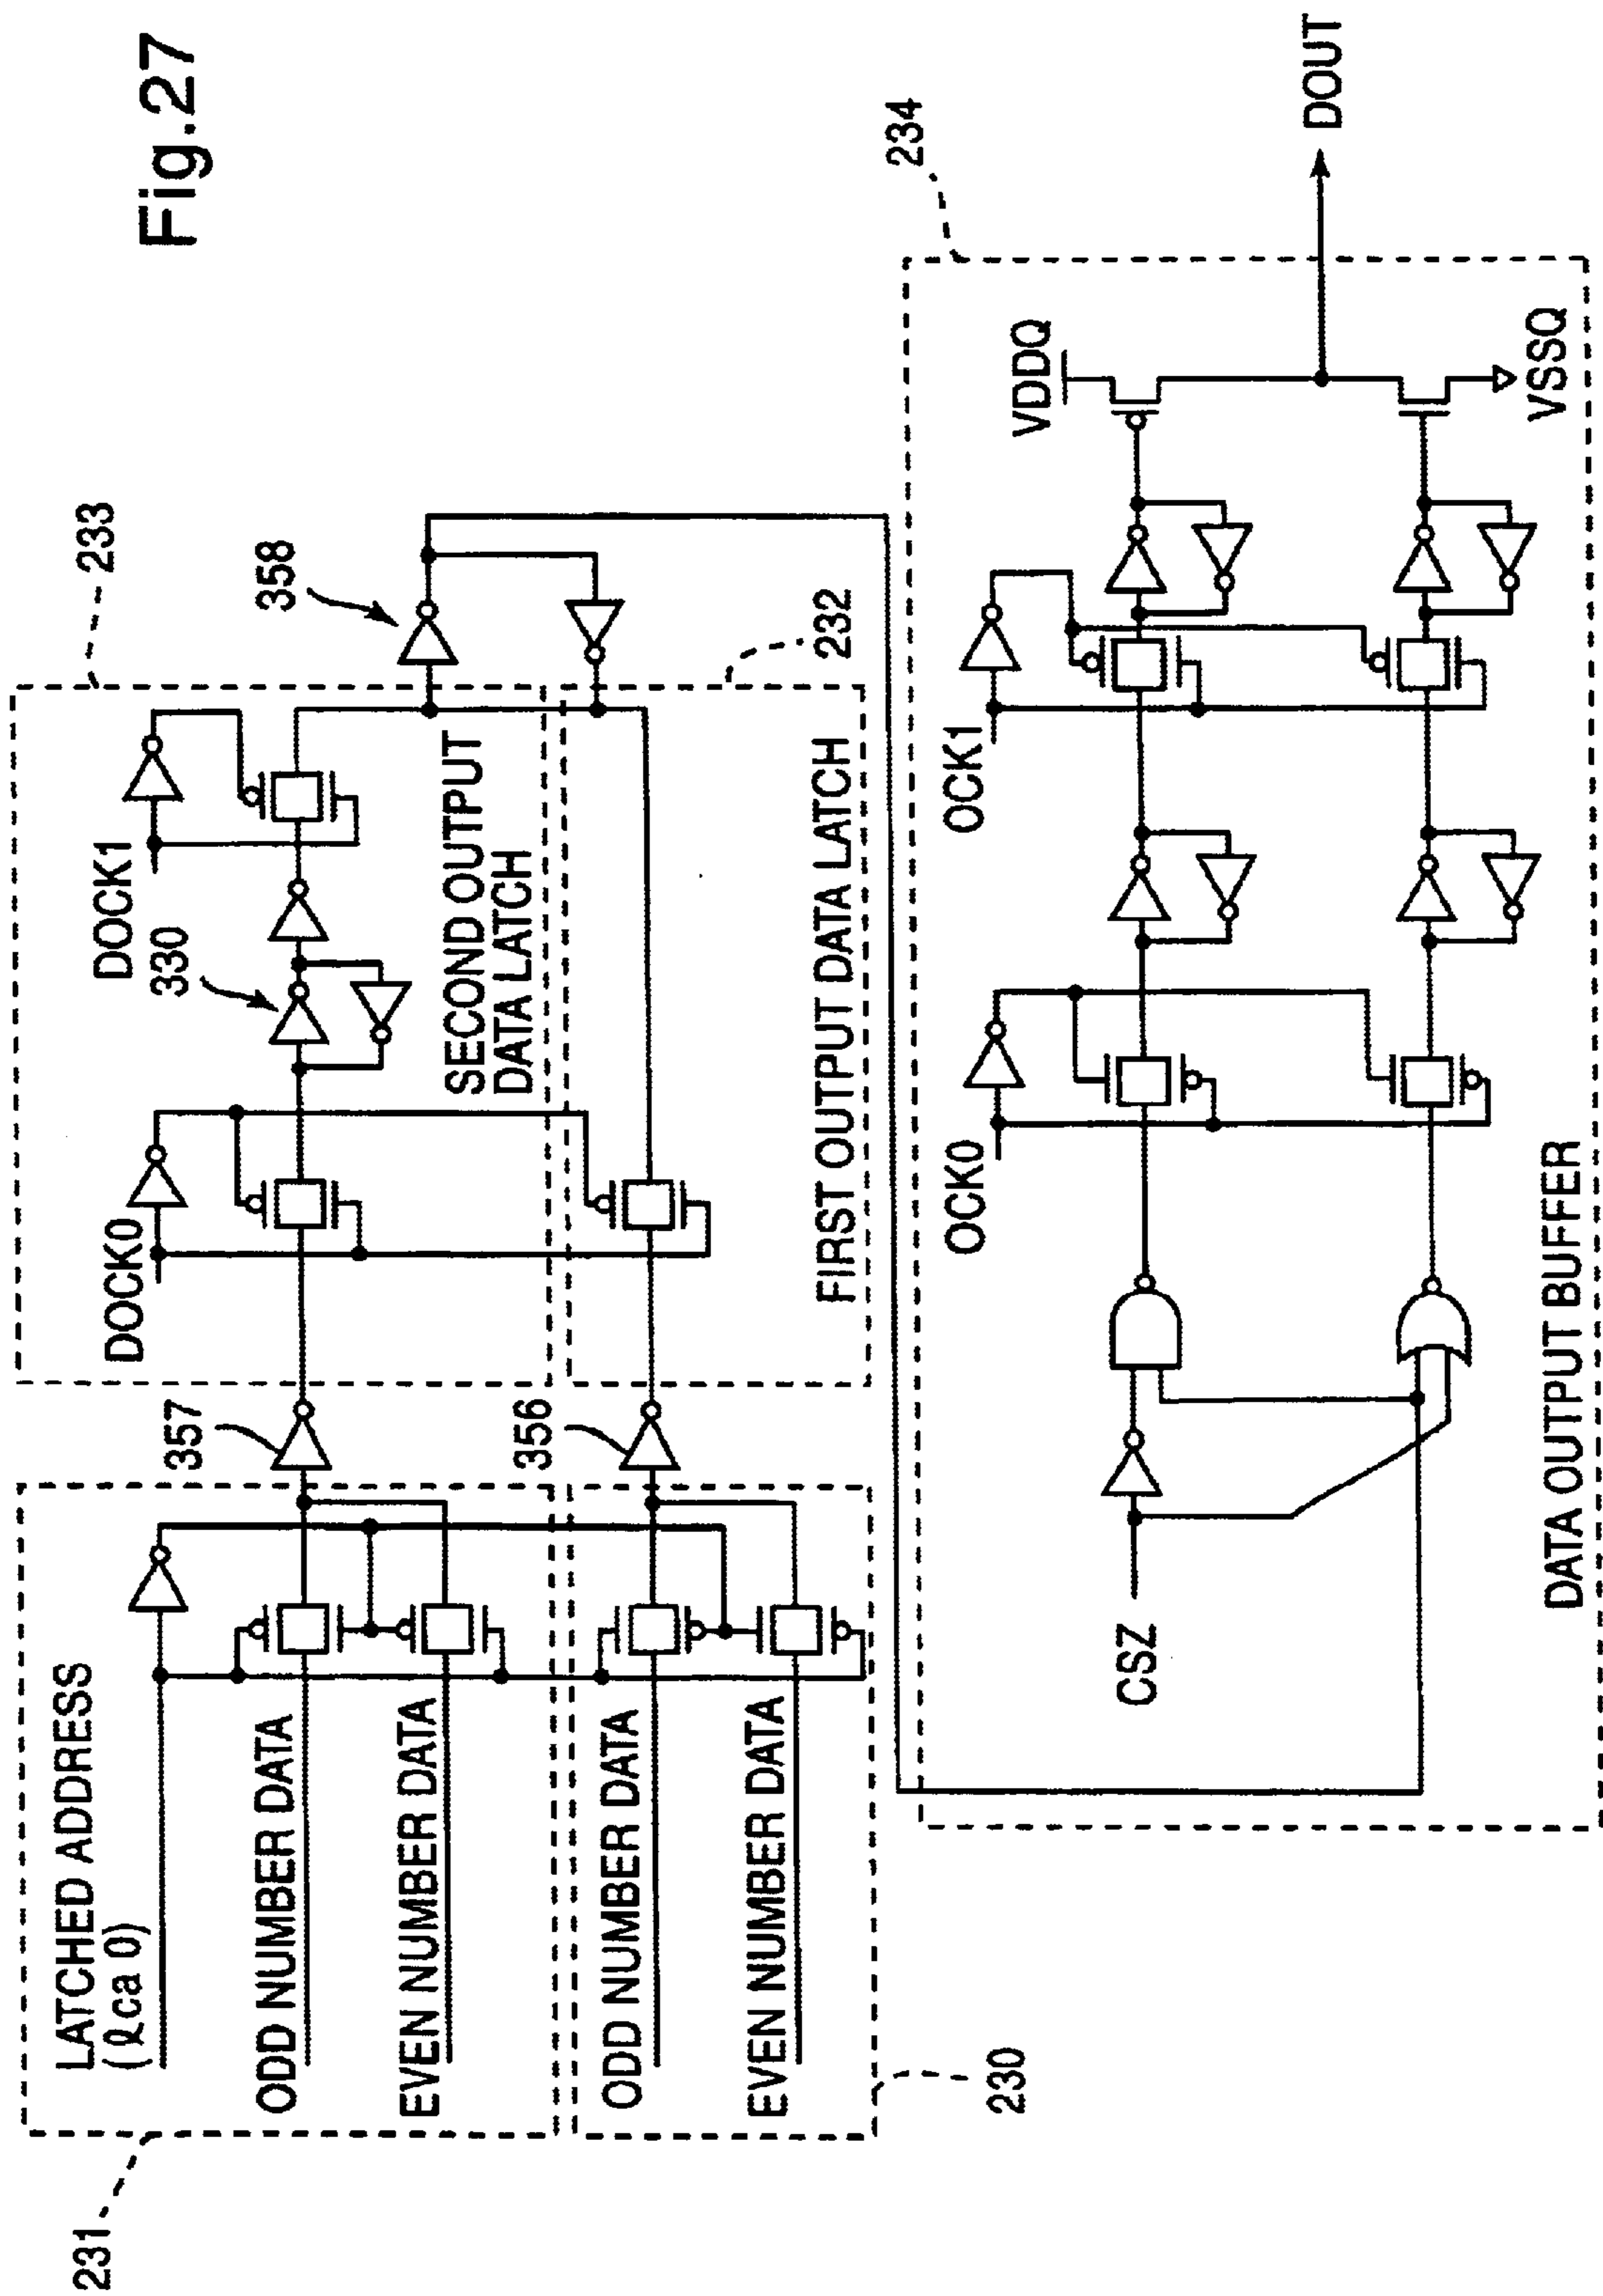 Fig.27
231
LATCHED ADDRESS
(ℓca 0)
ODD NUMBER DATA
EVEN NUMBER DATA
ODD NUMBER DATA
EVEN NUMBER DATA
230
357
356
233
DOCK0
DOCK1
330
SECOND OUTPUT
DATA LATCH
FIRST OUTPUT DATA LATCH
232
358
234
CSZ
OCK0
OCK1
VDDQ
VSSQ
DOUT
DATA OUTPUT BUFFER